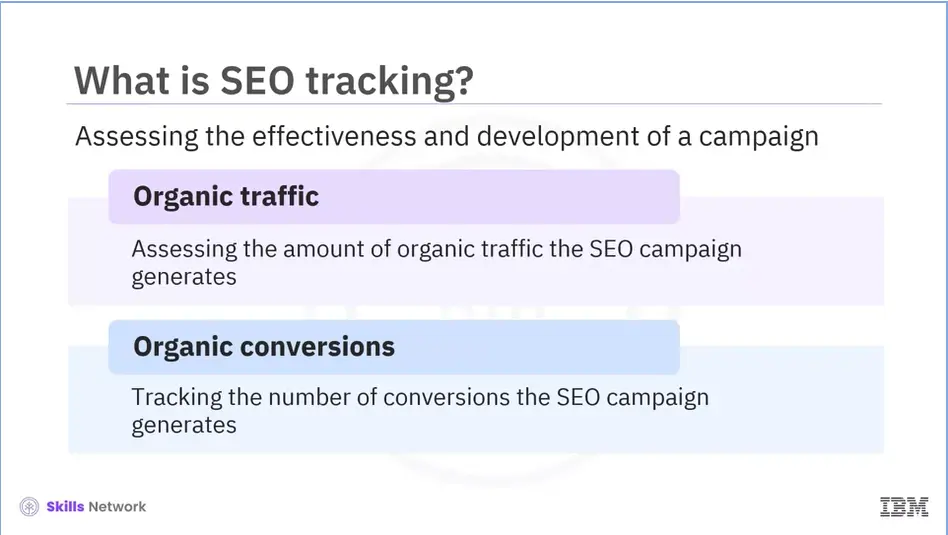 What is SEO tracking?
Assessing the effectiveness and development of a campaign
Organic traffic
Assessing the amount of organic traffic the SEO campaign
generates
Organic conversions
Tracking the number of conversions the SEO campaign
generates
Skills Network
IBM